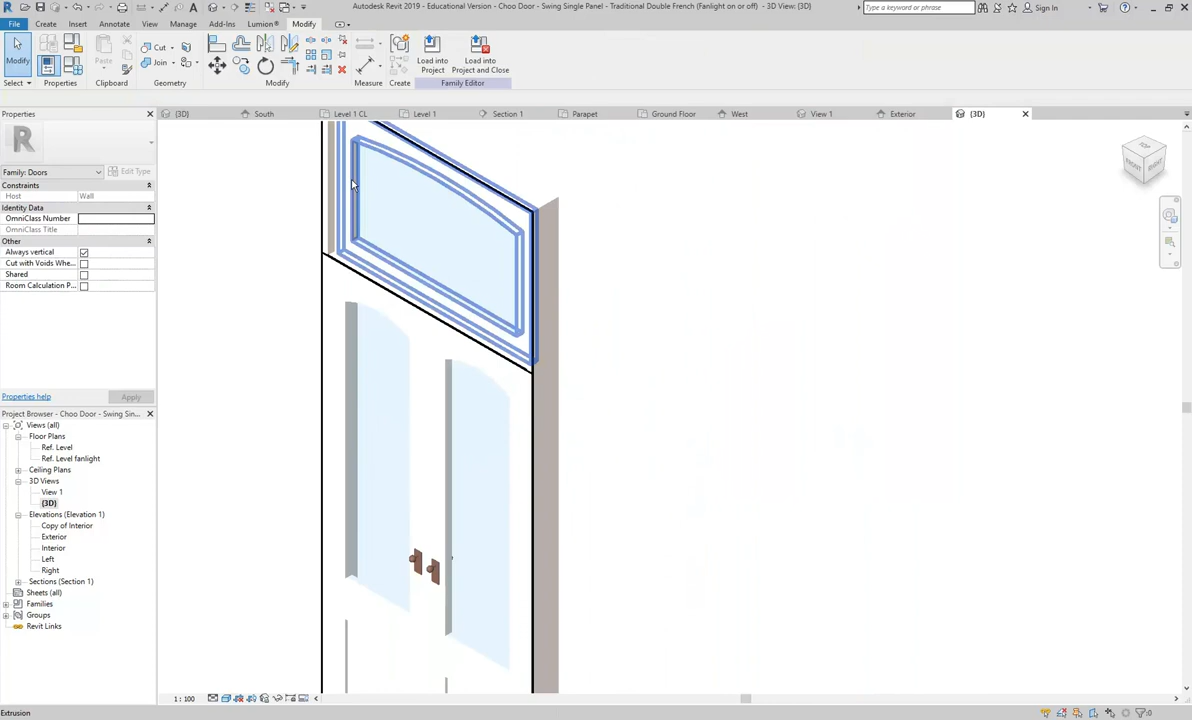 Autodesk Revit 2019 - Educational Version - Choo Door - Swing Single Panel - Traditional Double French (Fanlight on or off) - 3D View: {3D}
Type a keyword or phrase
Sign In
File Create Insert Annotate View Manage Add-Ins Lumion® Modify
Modify
Paste
Cut
Join
Load into
Project
Load into
Project and Close
Select Properties Clipboard Geometry Modify Measure Create Family Editor
Properties
{3D} South Level 1 CL Level 1 Section 1 Parapet Ground Floor West View 1 Exterior {3D}
Family: Doors
Edit Type
Constraints
Host Wall
Identity Data
OmniClass Number
OmniClass Title
Other
Always vertical
Cut with Voids Whe...
Shared
Room Calculation P...
Properties help
Apply
Project Browser - Choo Door - Swing Sin...
Views (all)
Floor Plans
Ref. Level
Ref. Level fanlight
Ceiling Plans
3D Views
View 1
{3D}
Elevations (Elevation 1)
Copy of Interior
Exterior
Interior
Left
Right
Sections (Section 1)
Sheets (all)
Families
Groups
Revit Links
TOP
FRONT
RIGHT
1 : 100
Extrusion
:0